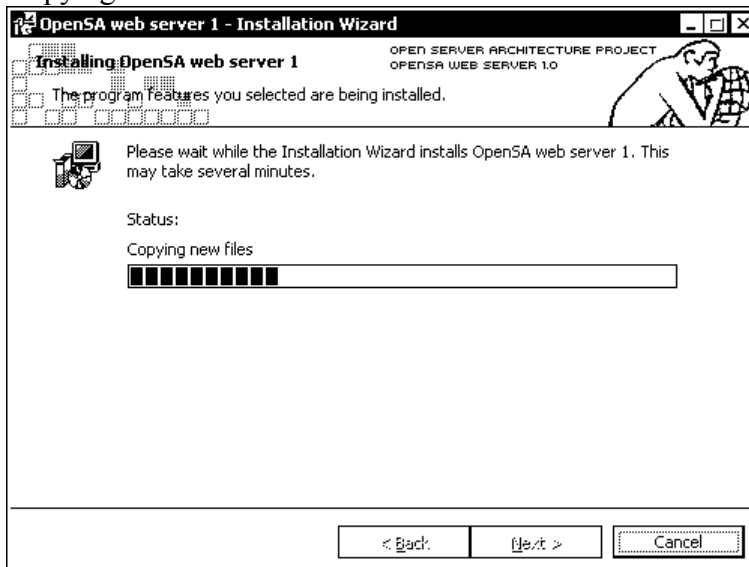 OpenSA web server 1 - Installation Wizard
OPEN SERVER ARCHITECTURE PROJECT
OPENSA WEB SERVER 1.0
Installing OpenSA web server 1
The program features you selected are being installed.
Please wait while the Installation Wizard installs OpenSA web server 1. This
may take several minutes.
Status:
Copying new files
< Back
Next >
Cancel